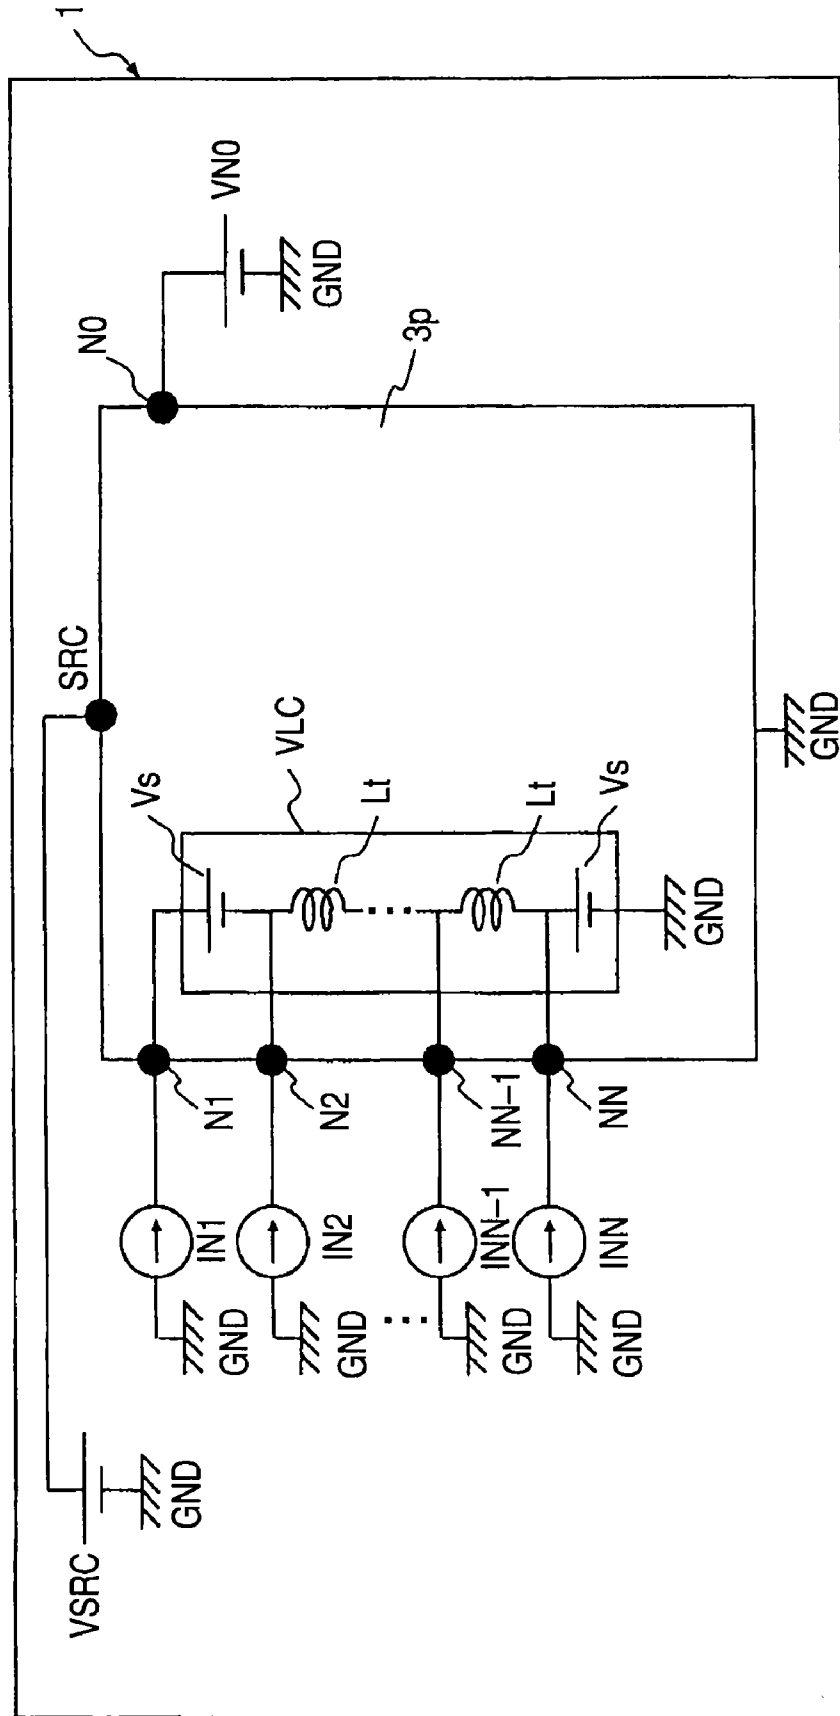 1
VSRC
GND
SRC
N0
VN0
GND
3p
Vs
VLC
Lt
Lt
Vs
GND
N1
N2
NN-1
NN
IN1
IN2
INN-1
INN
GND
GND
...
GND
GND
...
GND